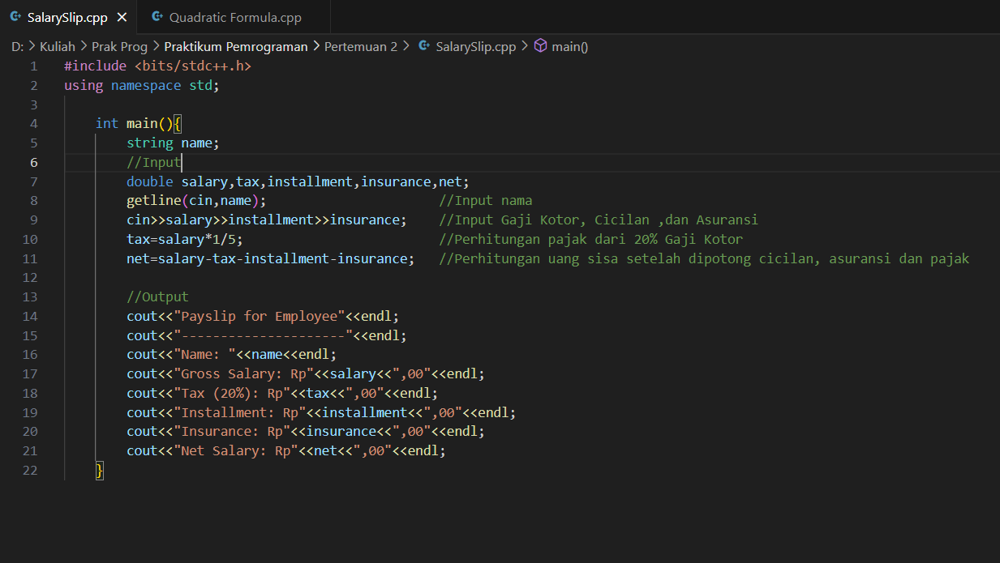 SalarySlip.cpp Quadratic Formula.cpp
D: > Kuliah > Prak Prog > Praktikum Pemrograman > Pertemuan 2 > SalarySlip.cpp > main()
1 #include <bits/stdc++.h>
2 using namespace std;
3
4 int main(){
5 string name;
6 //Input
7 double salary,tax,installment,insurance,net;
8 getline(cin,name); //Input nama
9 cin>>salary>>installment>>insurance; //Input Gaji Kotor, Cicilan ,dan Asuransi
10 tax=salary*1/5; //Perhitungan pajak dari 20% Gaji Kotor
11 net=salary-tax-installment-insurance; //Perhitungan uang sisa setelah dipotong cicilan, asuransi dan pajak
12
13 //Output
14 cout<<"Payslip for Employee"<<endl;
15 cout<<"---------------------"<<endl;
16 cout<<"Name: "<<name<<endl;
17 cout<<"Gross Salary: Rp"<<salary<<",00"<<endl;
18 cout<<"Tax (20%): Rp"<<tax<<",00"<<endl;
19 cout<<"Installment: Rp"<<installment<<",00"<<endl;
20 cout<<"Insurance: Rp"<<insurance<<",00"<<endl;
21 cout<<"Net Salary: Rp"<<net<<",00"<<endl;
22 }